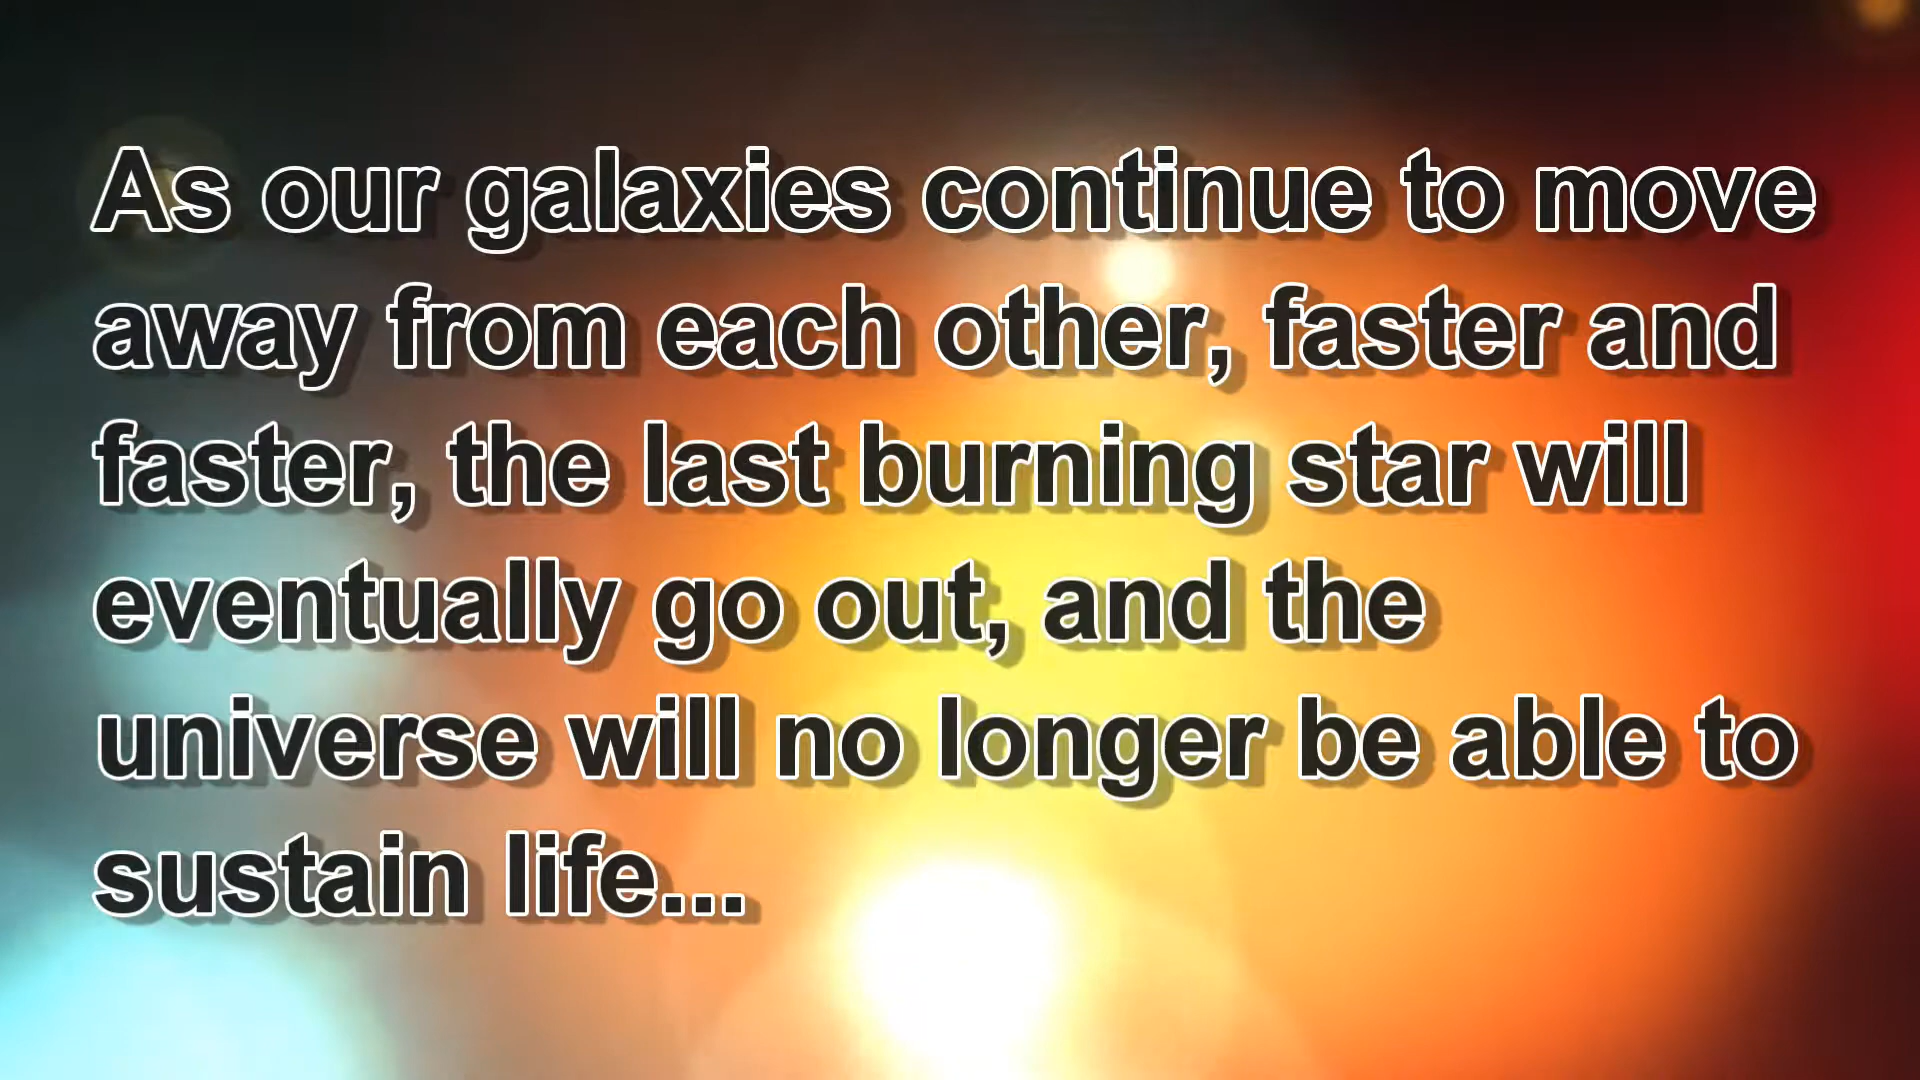 As our galaxies continue to move
away from each other, faster and
faster, the last burning star will
eventually go out, and the
universe will no longer be able to
sustain life...